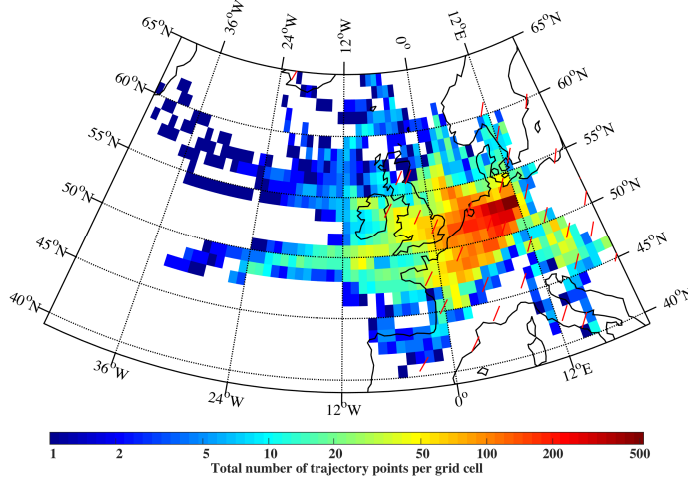 36°W 24°W 12°W 0° 12°E
65°N 65°N
60°N 60°N
55°N 55°N
50°N 50°N
45°N 45°N
40°N 40°N
36°W 24°W 12°W 0° 12°E
1 2 5 10 20 50 100 200 500
Total number of trajectory points per grid cell